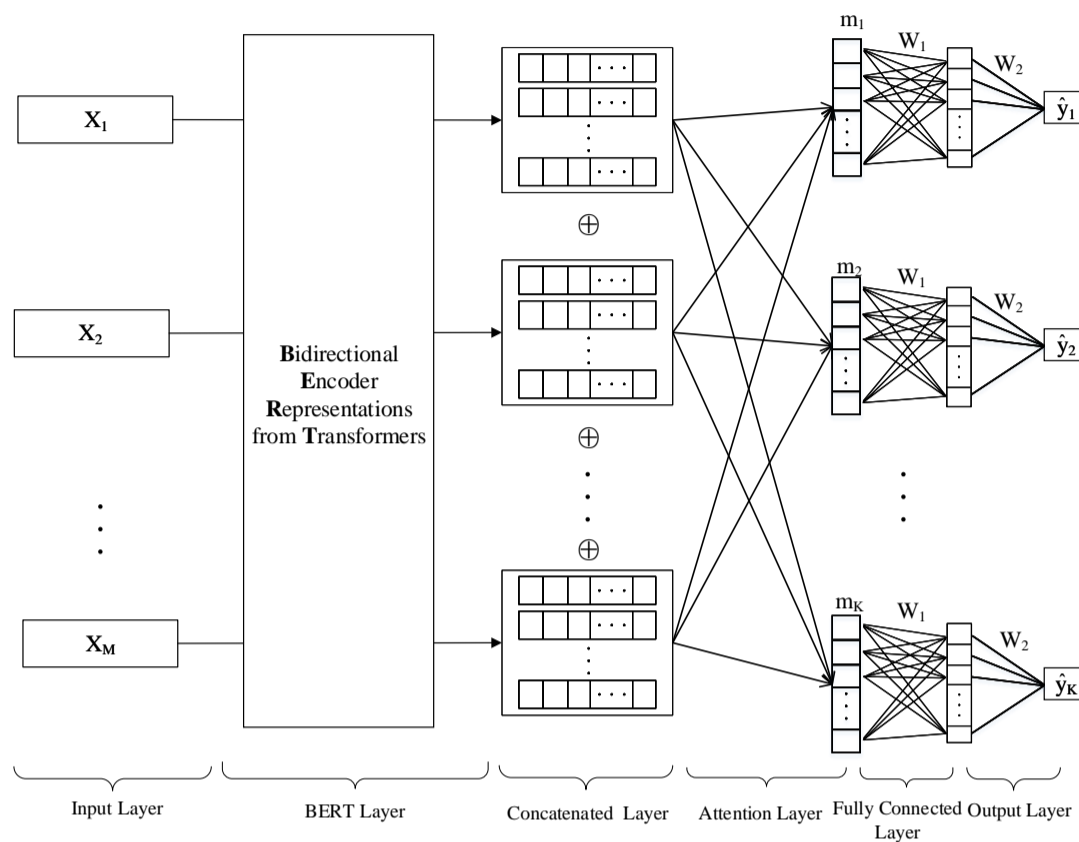 X₁
X₂
X_M
Bidirectional
Encoder
Representations
from Transformers
m₁
W₁
W₂
ŷ₁
m₂
W₁
W₂
ŷ₂
m_K
W₁
W₂
ŷ_K
Input Layer
BERT Layer
Concatenated Layer
Attention Layer
Fully Connected
Layer
Output Layer